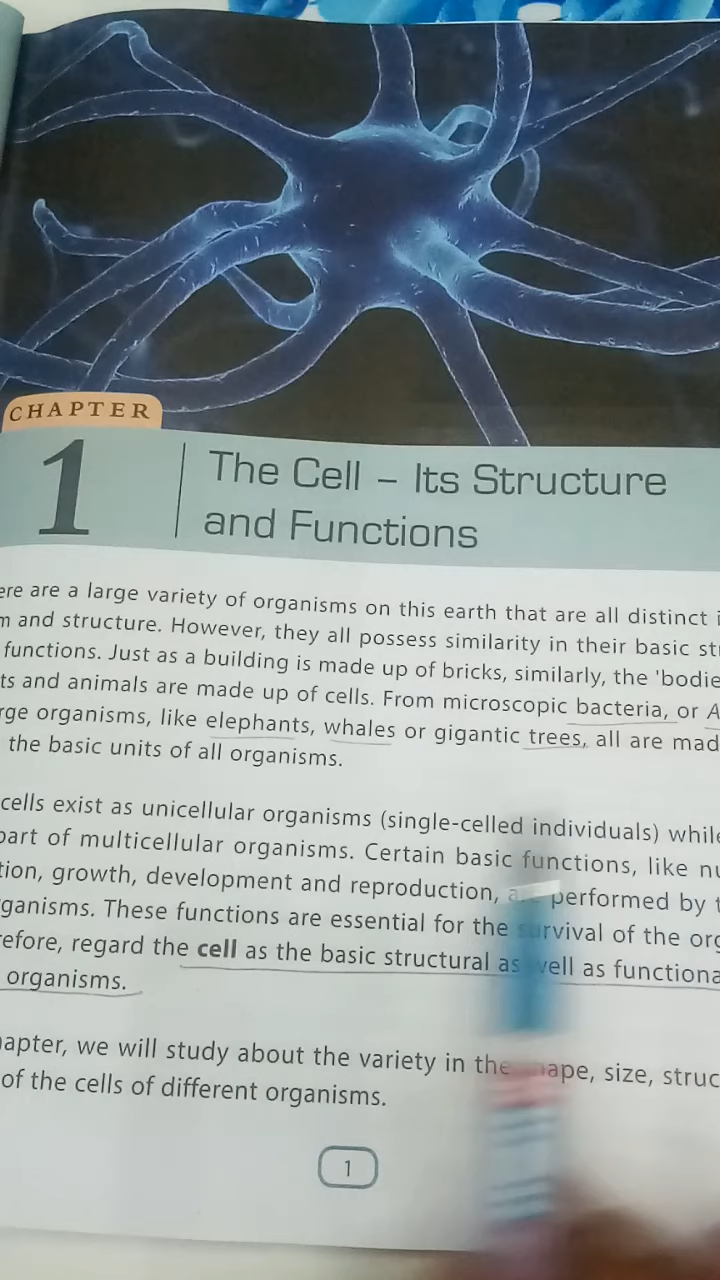 CHAPTER
1
The Cell – Its Structure
and Functions
ere are a large variety of organisms on this earth that are all distinct i
m and structure. However, they all possess similarity in their basic str
functions. Just as a building is made up of bricks, similarly, the 'bodie
ts and animals are made up of cells. From microscopic bacteria, or A
rge organisms, like elephants, whales or gigantic trees, all are mad
the basic units of all organisms.
cells exist as unicellular organisms (single-celled individuals) while
part of multicellular organisms. Certain basic functions, like nu
tion, growth, development and reproduction, performed by t
ganisms. These functions are essential for the survival of the org
refore, regard the cell as the basic structural as well as functiona
organisms.
hapter, we will study about the variety in the shape, size, struc
of the cells of different organisms.
1